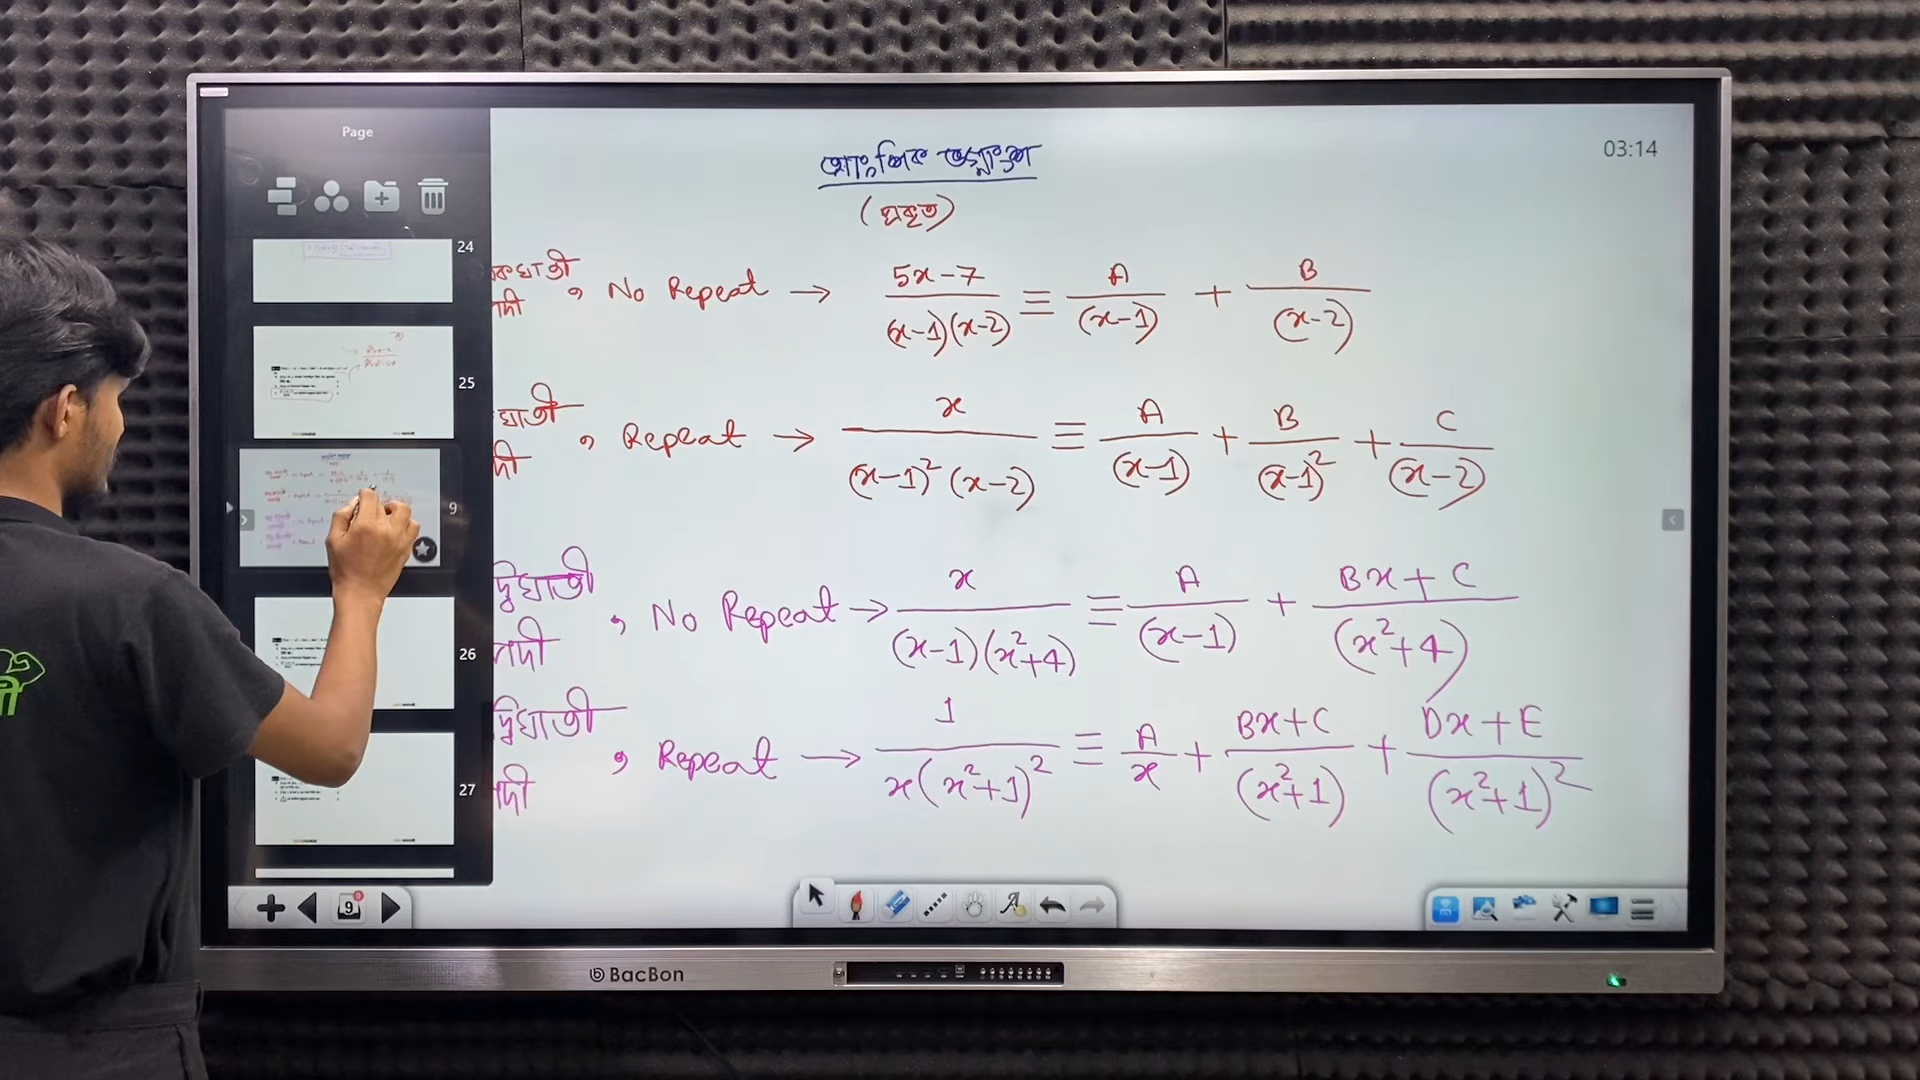 Page
03:14
আংশিক ভগ্নাংশ
(প্রকৃত)
24
25
9
26
27
কঘাতী
, No Repeat → (5x-7)/((x-1)(x-2)) ≡ A/(x-1) + B/(x-2)
ঘাতী
, Repeat → x/((x-1)²(x-2)) ≡ A/(x-1) + B/(x-1)² + C/(x-2)
দ্বিঘাতী
, No Repeat → x/((x-1)(x²+4)) ≡ A/(x-1) + (Bx+C)/(x²+4)
দ্বিঘাতী
, Repeat → 1/(x(x²+1)²) ≡ A/x + (Bx+C)/(x²+1) + (Dx+E)/(x²+1)²
9
BacBon